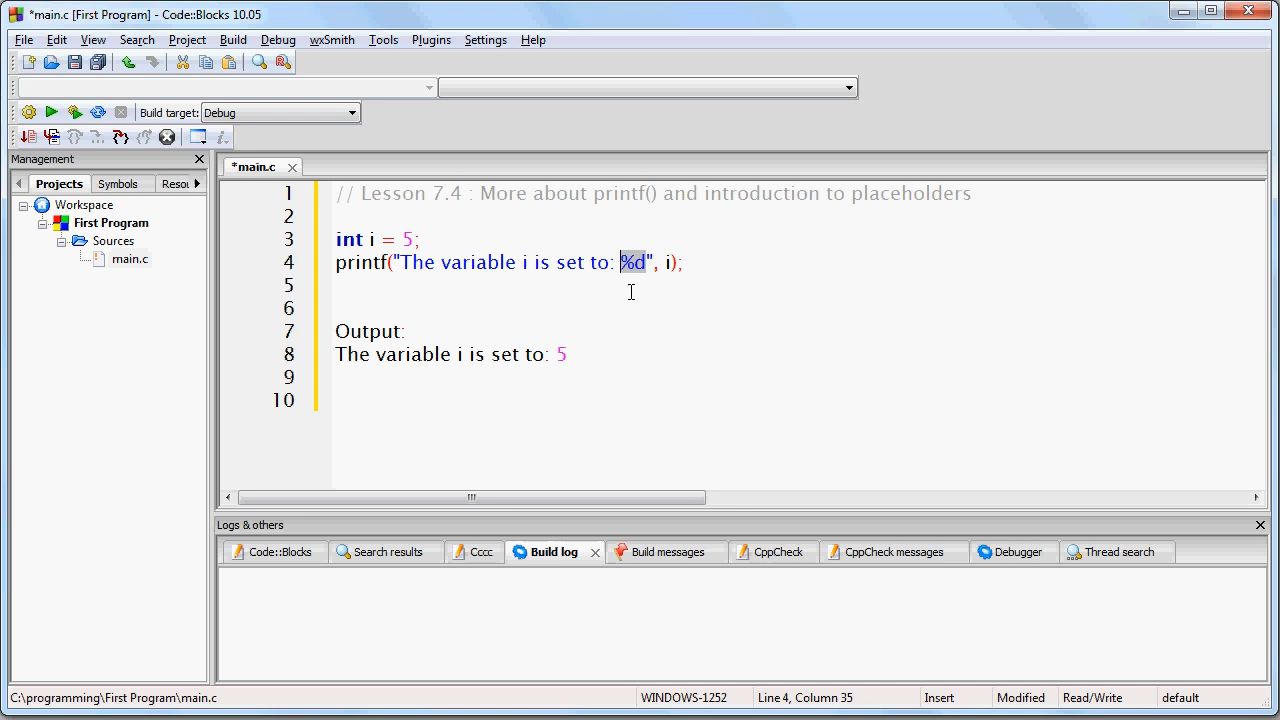 *main.c [First Program] - Code::Blocks 10.05
File Edit View Search Project Build Debug wxSmith Tools Plugins Settings Help
Build target: Debug
Management
*main.c
Projects Symbols Resou
Workspace
First Program
Sources
main.c
1 // Lesson 7.4 : More about printf() and introduction to placeholders
2
3 int i = 5;
4 printf("The variable i is set to: %d", i);
5
6
7 Output:
8 The variable i is set to: 5
9
10
Logs & others
Code::Blocks Search results Cccc Build log Build messages CppCheck CppCheck messages Debugger Thread search
C:\programming\First Program\main.c WINDOWS-1252 Line 4, Column 35 Insert Modified Read/Write default